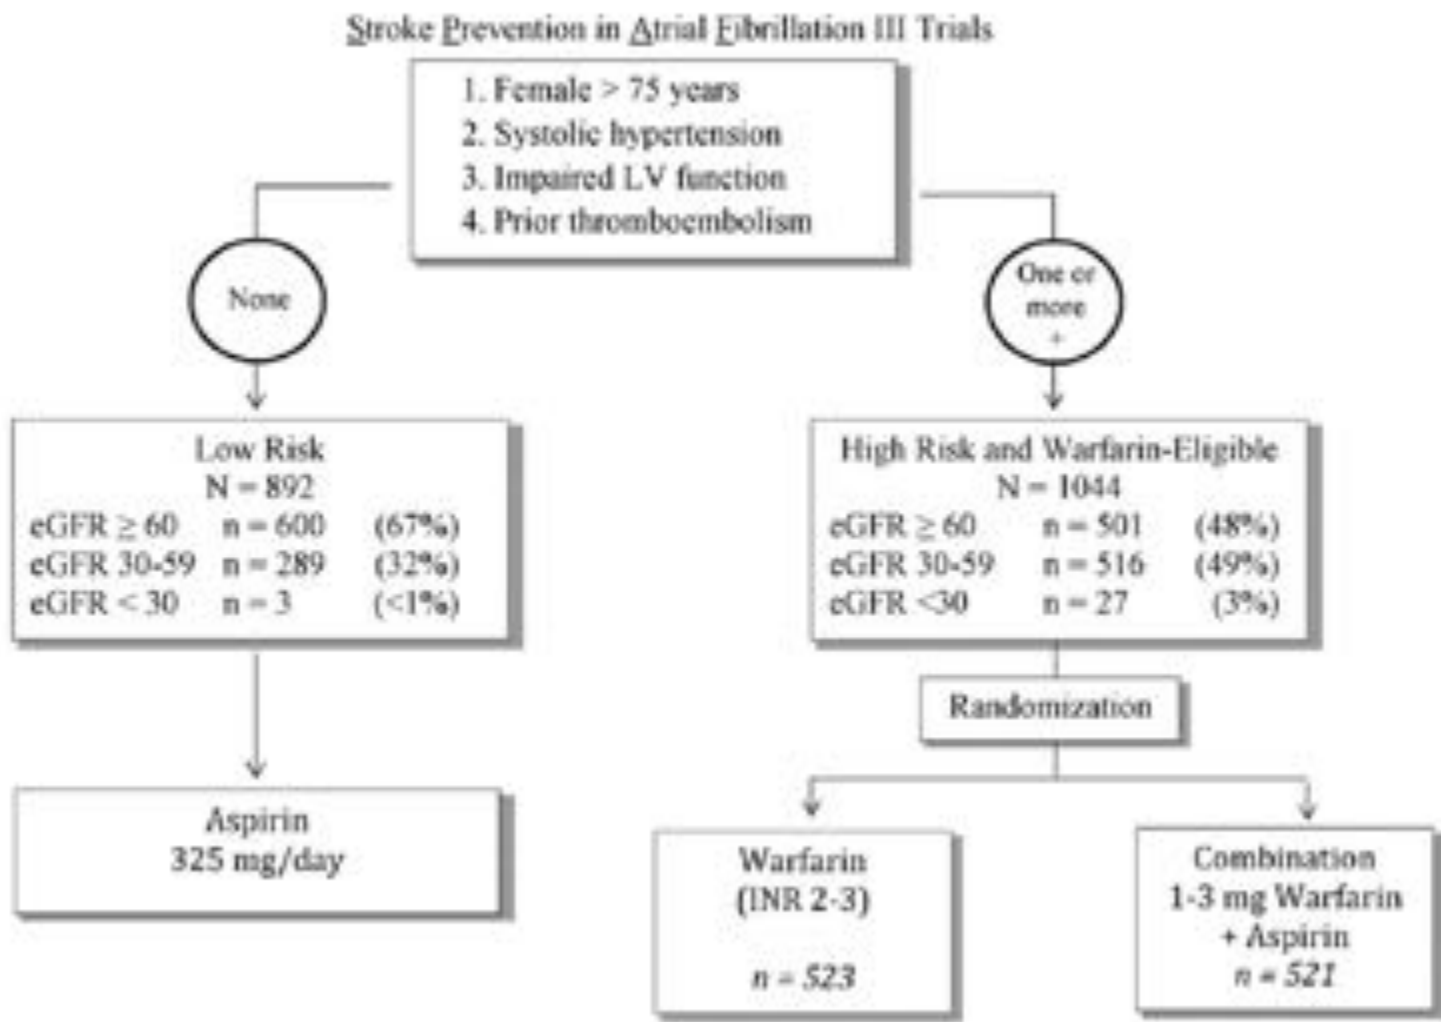 Stroke Prevention in Atrial Fibrillation III Trials
1. Female > 75 years
2. Systolic hypertension
3. Impaired LV function
4. Prior thromboembolism
None
One or
more
+
Low Risk
N = 892
eGFR ≥ 60 n = 600 (67%)
eGFR 30-59 n = 289 (32%)
eGFR < 30 n = 3 (<1%)
High Risk and Warfarin-Eligible
N = 1044
eGFR ≥ 60 n = 501 (48%)
eGFR 30-59 n = 516 (49%)
eGFR <30 n = 27 (3%)
Randomization
Aspirin
325 mg/day
Warfarin
(INR 2-3)
n = 523
Combination
1-3 mg Warfarin
+ Aspirin
n = 521